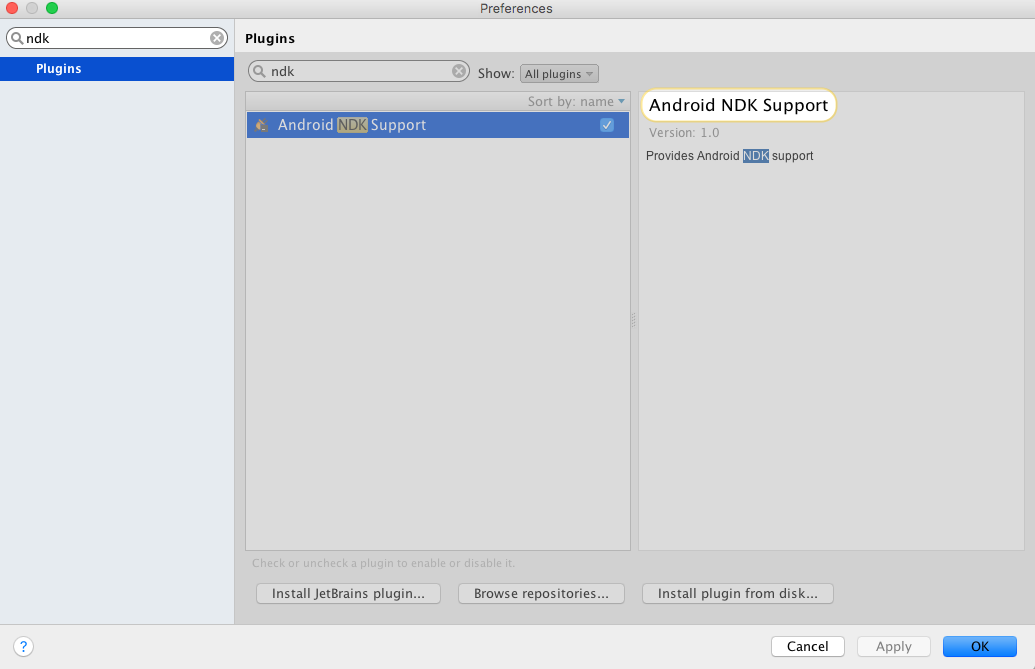 Preferences
ndk
Plugins
Plugins
ndk
Show: All plugins
Sort by: name
Android NDK Support
Android NDK Support
Version: 1.0
Provides Android NDK support
Check or uncheck a plugin to enable or disable it.
Install JetBrains plugin...
Browse repositories...
Install plugin from disk...
?
Cancel
Apply
OK